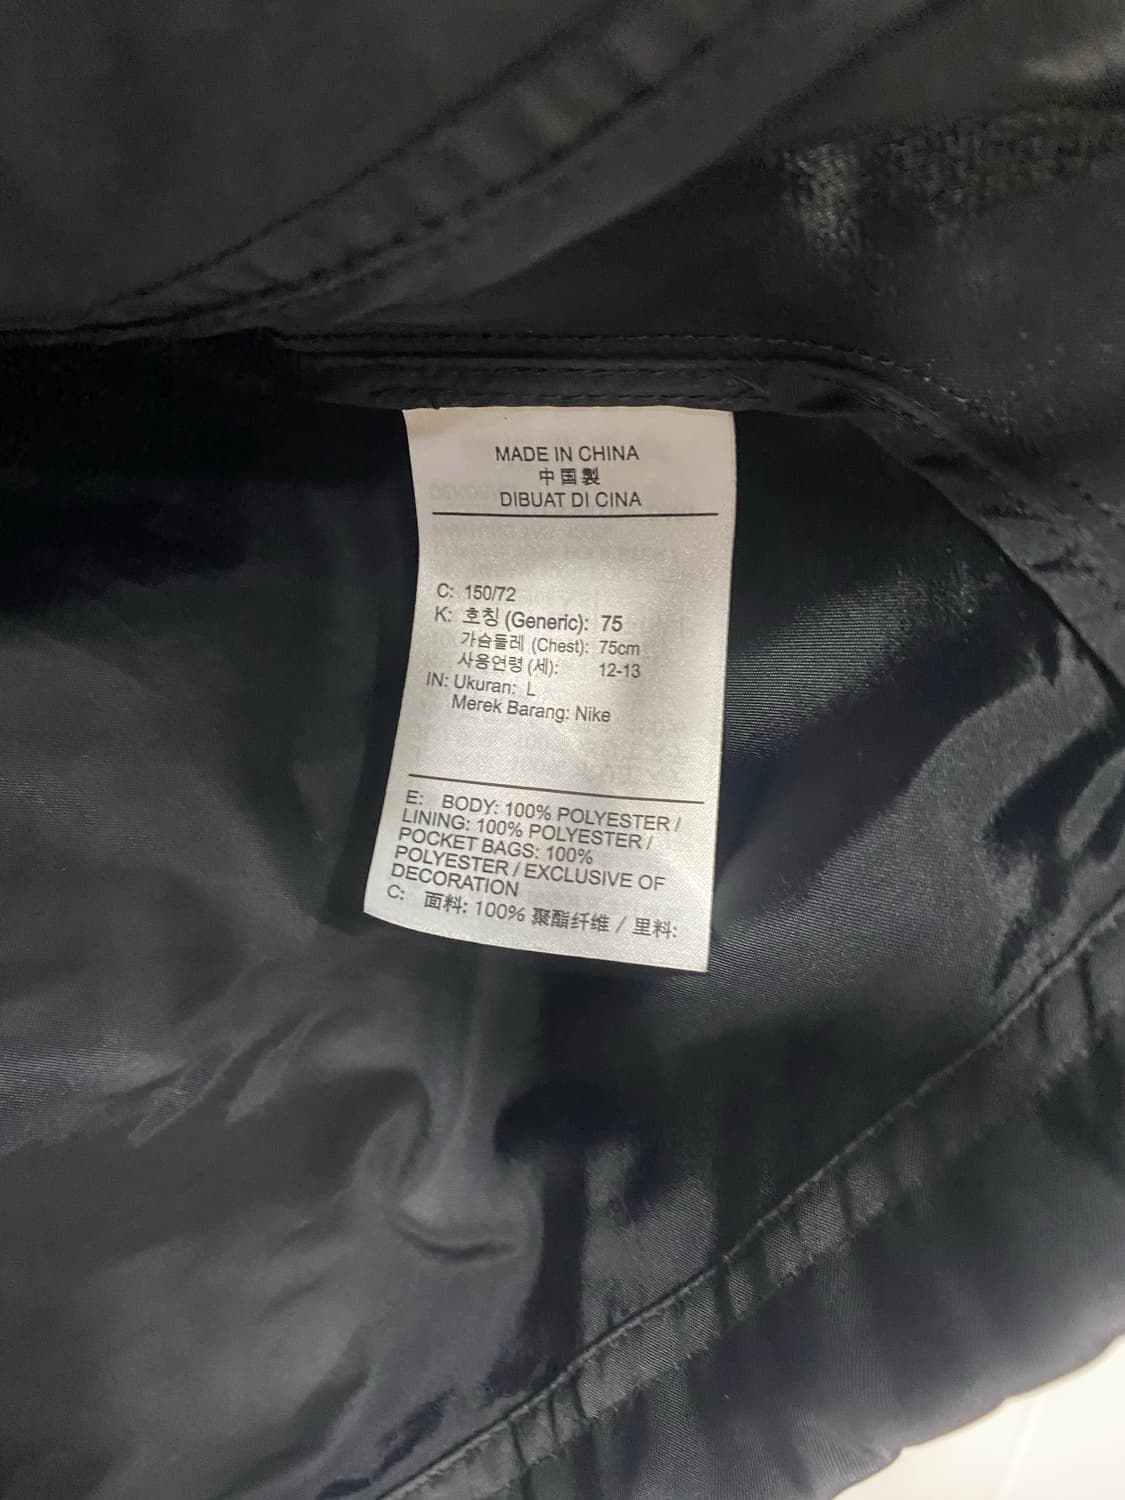 MADE IN CHINA
中国製
DIBUAT DI CINA
C: 150/72
K: 호칭 (Generic): 75
가슴둘레 (Chest): 75cm
사용연령 (세): 12-13
IN: Ukuran: L
Merek Barang: Nike
E: BODY: 100% POLYESTER /
LINING: 100% POLYESTER /
POCKET BAGS: 100%
POLYESTER / EXCLUSIVE OF
DECORATION
C: 面料: 100% 聚酯纤维 / 里料: